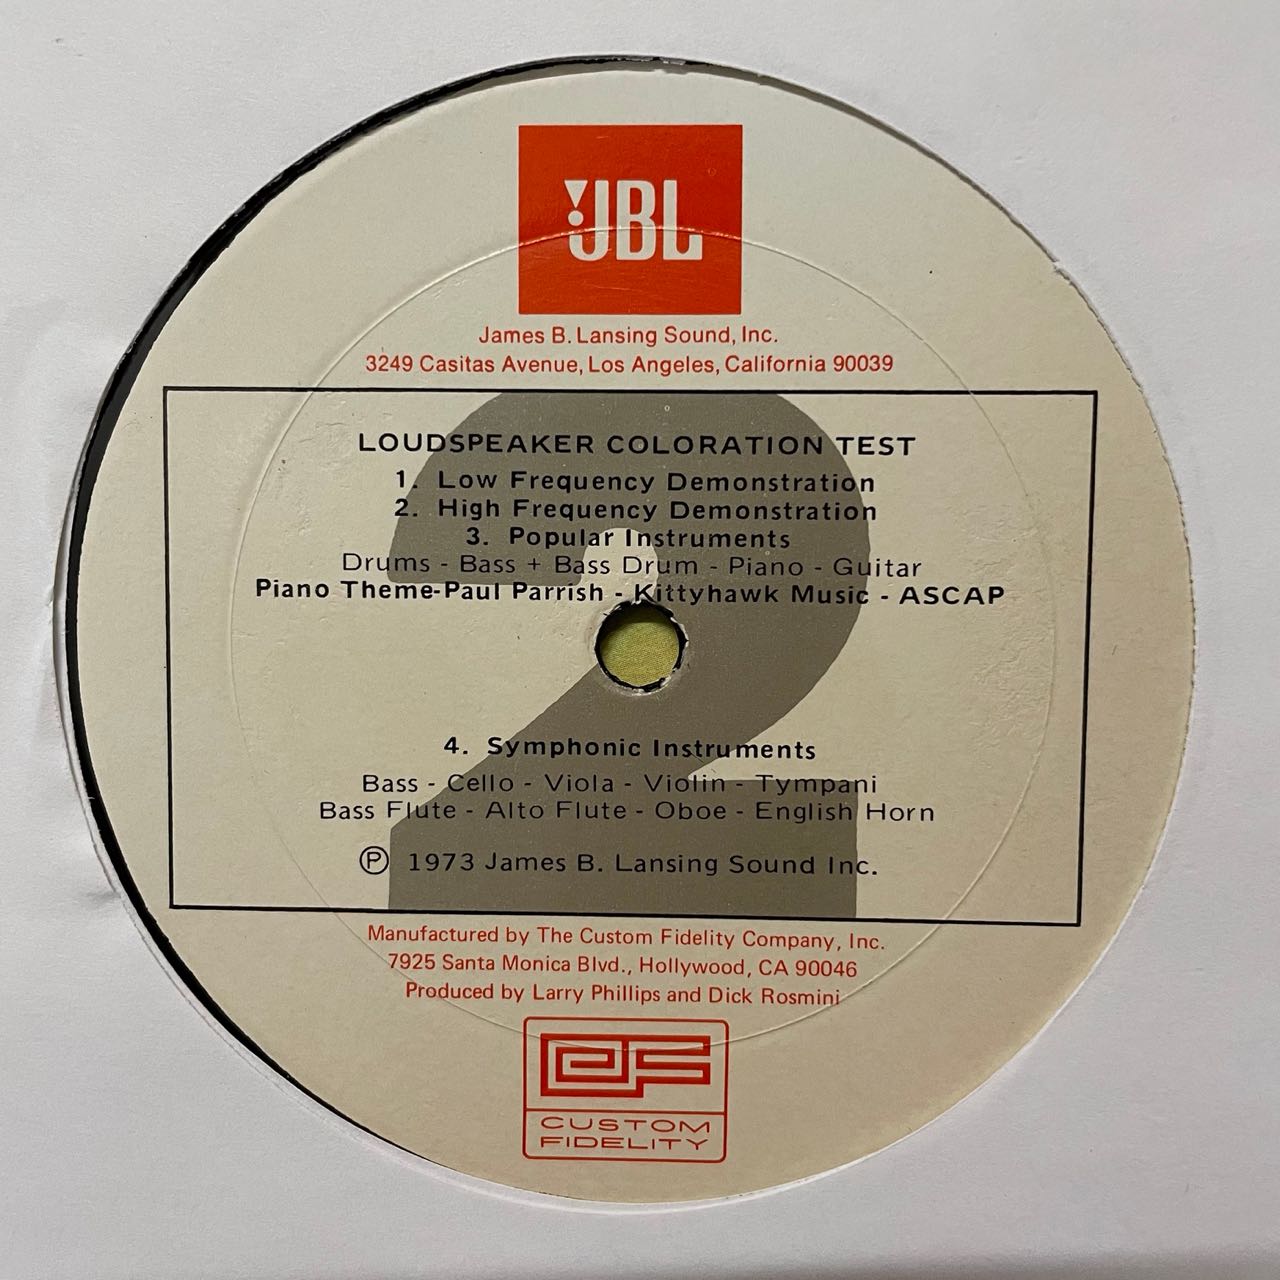 JBL
James B. Lansing Sound, Inc.
3249 Casitas Avenue, Los Angeles, California 90039
2
LOUDSPEAKER COLORATION TEST
1. Low Frequency Demonstration
2. High Frequency Demonstration
3. Popular Instruments
Drums - Bass + Bass Drum - Piano - Guitar
Piano Theme-Paul Parrish - Kittyhawk Music - ASCAP
4. Symphonic Instruments
Bass - Cello - Viola - Violin - Tympani
Bass Flute - Alto Flute - Oboe - English Horn
℗ 1973 James B. Lansing Sound Inc.
Manufactured by The Custom Fidelity Company, Inc.
7925 Santa Monica Blvd., Hollywood, CA 90046
Produced by Larry Phillips and Dick Rosmini
CF
CUSTOM
FIDELITY